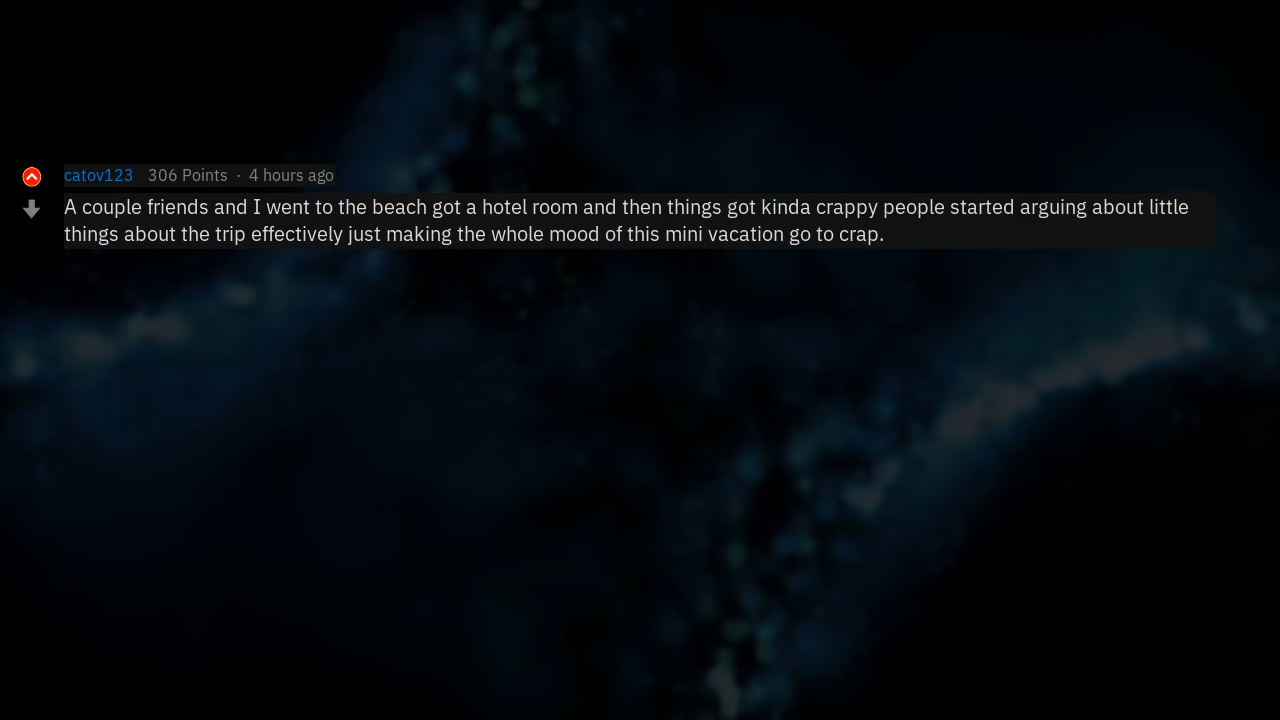 catov123 306 Points · 4 hours ago
A couple friends and I went to the beach got a hotel room and then things got kinda crappy people started arguing about little
things about the trip effectively just making the whole mood of this mini vacation go to crap.